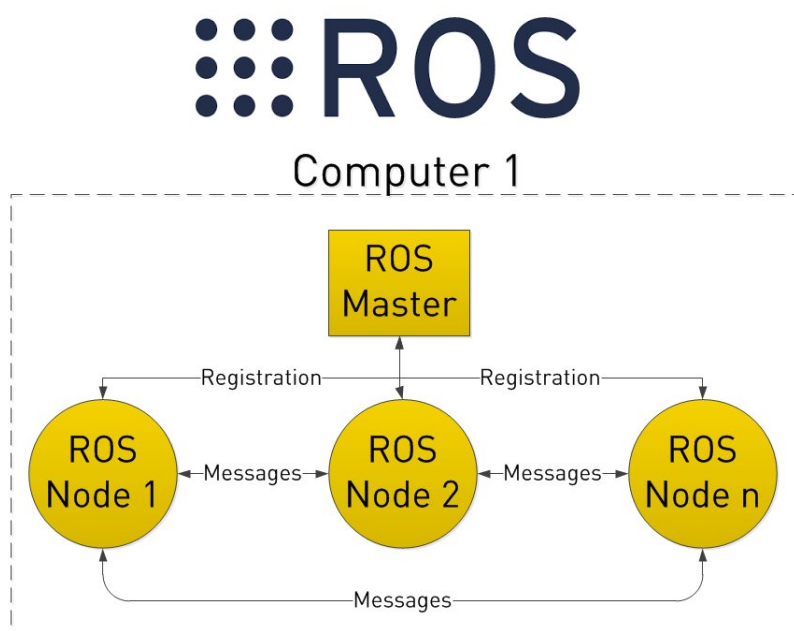 ROS
Computer 1
ROS
Master
Registration
Registration
ROS
Node 1
Messages
ROS
Node 2
Messages
ROS
Node n
Messages